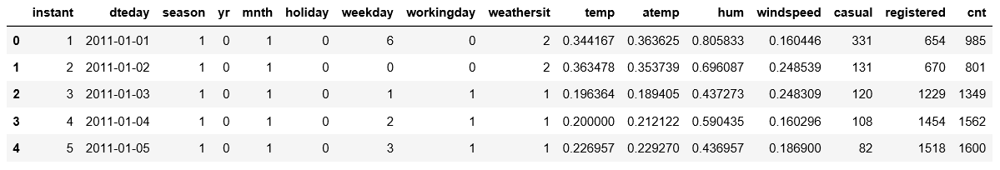 instant dteday season yr mnth holiday weekday workingday weathersit temp atemp hum windspeed casual registered cnt
0 1 2011-01-01 1 0 1 0 6 0 2 0.344167 0.363625 0.805833 0.160446 331 654 985
1 2 2011-01-02 1 0 1 0 0 0 2 0.363478 0.353739 0.696087 0.248539 131 670 801
2 3 2011-01-03 1 0 1 0 1 1 1 0.196364 0.189405 0.437273 0.248309 120 1229 1349
3 4 2011-01-04 1 0 1 0 2 1 1 0.200000 0.212122 0.590435 0.160296 108 1454 1562
4 5 2011-01-05 1 0 1 0 3 1 1 0.226957 0.229270 0.436957 0.186900 82 1518 1600